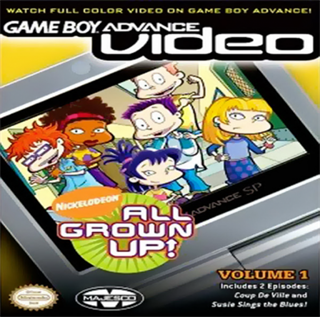 WATCH FULL COLOR VIDEO ON GAME BOY ADVANCE!
GAME BOY ADVANCE
video
ADVANCE SP
NICKELODEON
ALL
GROWN
UP!
VOLUME 1
Includes 2 Episodes:
Coup De Ville and
Susie Sings the Blues!
Nintendo
MAJESCO